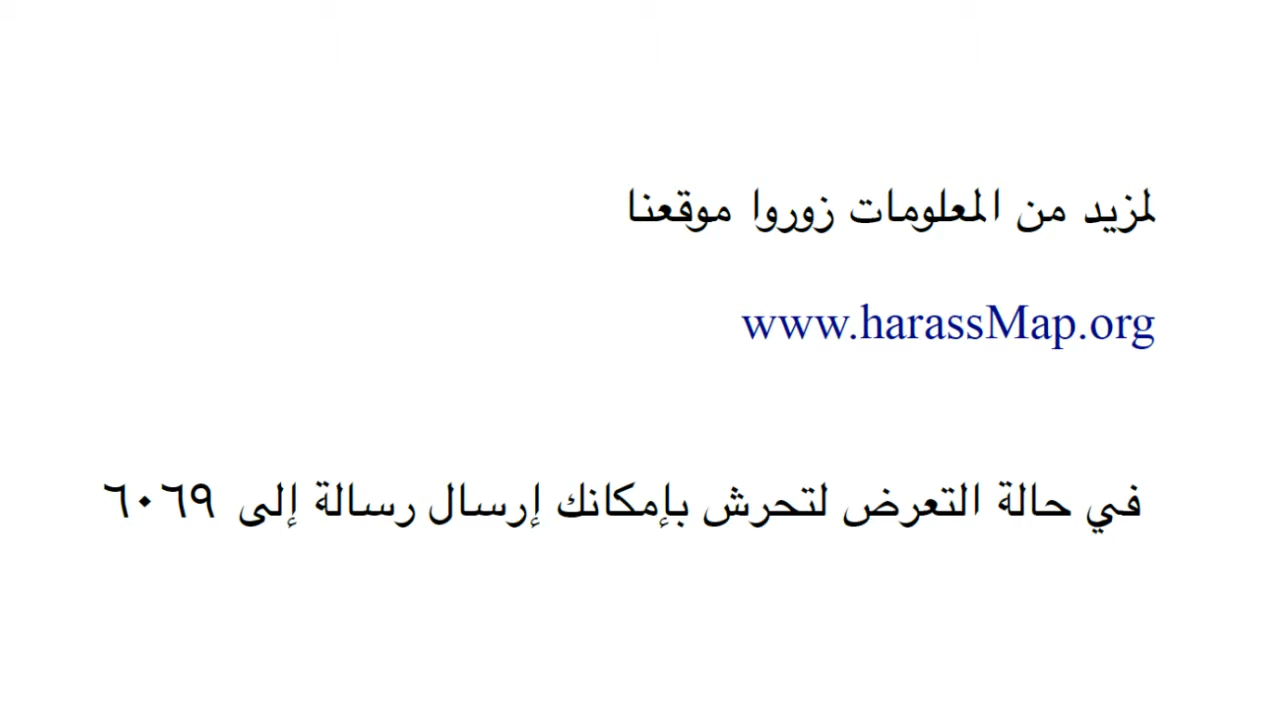 لمزيد من المعلومات زوروا موقعنا
www.harassMap.org
في حالة التعرض لتحرش بإمكانك إرسال رسالة إلى ٦٠٦٩